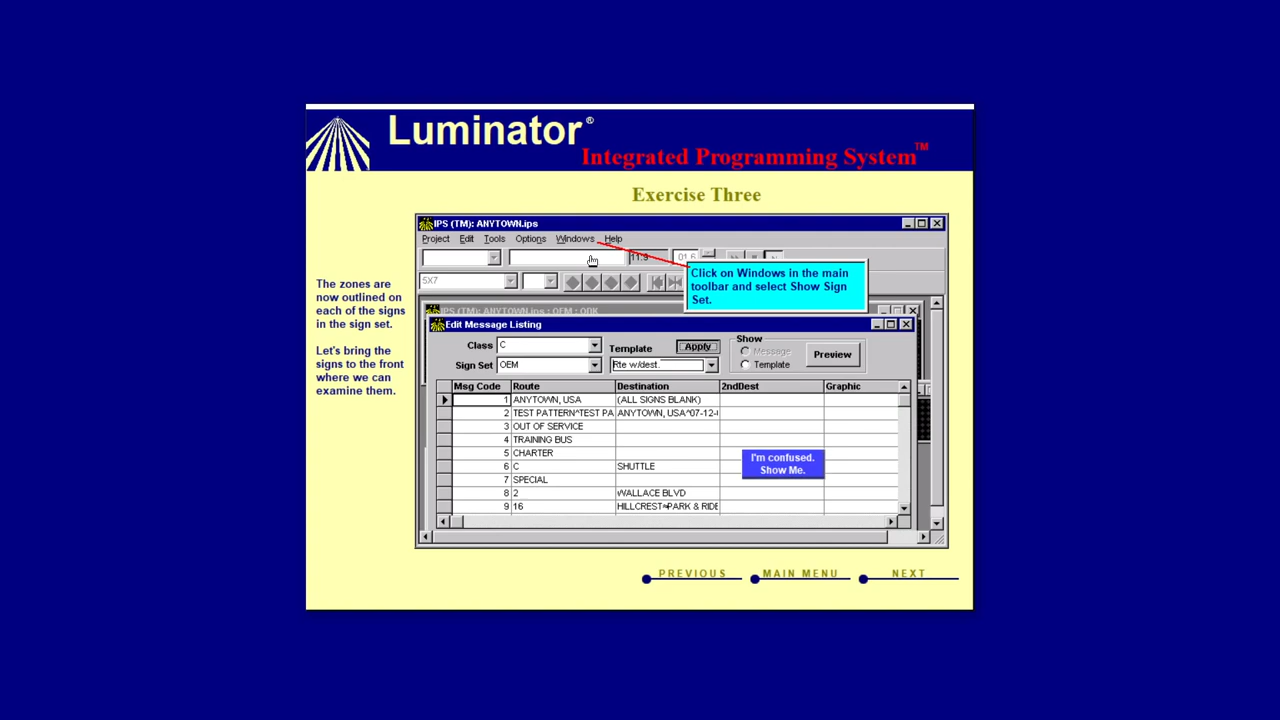 Luminator®
Integrated Programming System™
Exercise Three
IPS (TM): ANYTOWN.ips
Project Edit Tools Options Windows Help
5X7
Click on Windows in the main
toolbar and select Show Sign
Set.
The zones are
now outlined on
each of the signs
in the sign set.
Let's bring the
signs to the front
where we can
examine them.
IPS (TM): ANYTOWN.ips : OEM : ODK
Edit Message Listing
Class C Template Apply Show
Message
Template
Preview
Sign Set OEM Rte w/dest.
Msg Code Route Destination 2ndDest Graphic
1 ANYTOWN, USA (ALL SIGNS BLANK)
2 TEST PATTERN^TEST PA ANYTOWN, USA^07-12-
3 OUT OF SERVICE
4 TRAINING BUS
5 CHARTER
6 C SHUTTLE
7 SPECIAL
8 2 WALLACE BLVD
9 16 HILLCREST≈PARK & RIDE
I'm confused.
Show Me.
PREVIOUS MAIN MENU NEXT